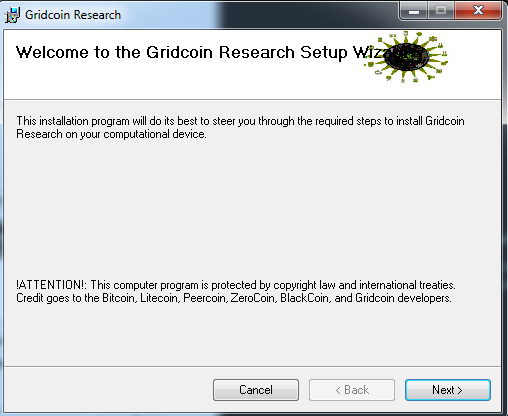 Gridcoin Research
Welcome to the Gridcoin Research Setup Wizard
This installation program will do its best to steer you through the required steps to install Gridcoin
Research on your computational device.
!ATTENTION!: This computer program is protected by copyright law and international treaties.
Credit goes to the Bitcoin, Litecoin, Peercoin, ZeroCoin, BlackCoin, and Gridcoin developers.
Cancel
< Back
Next >